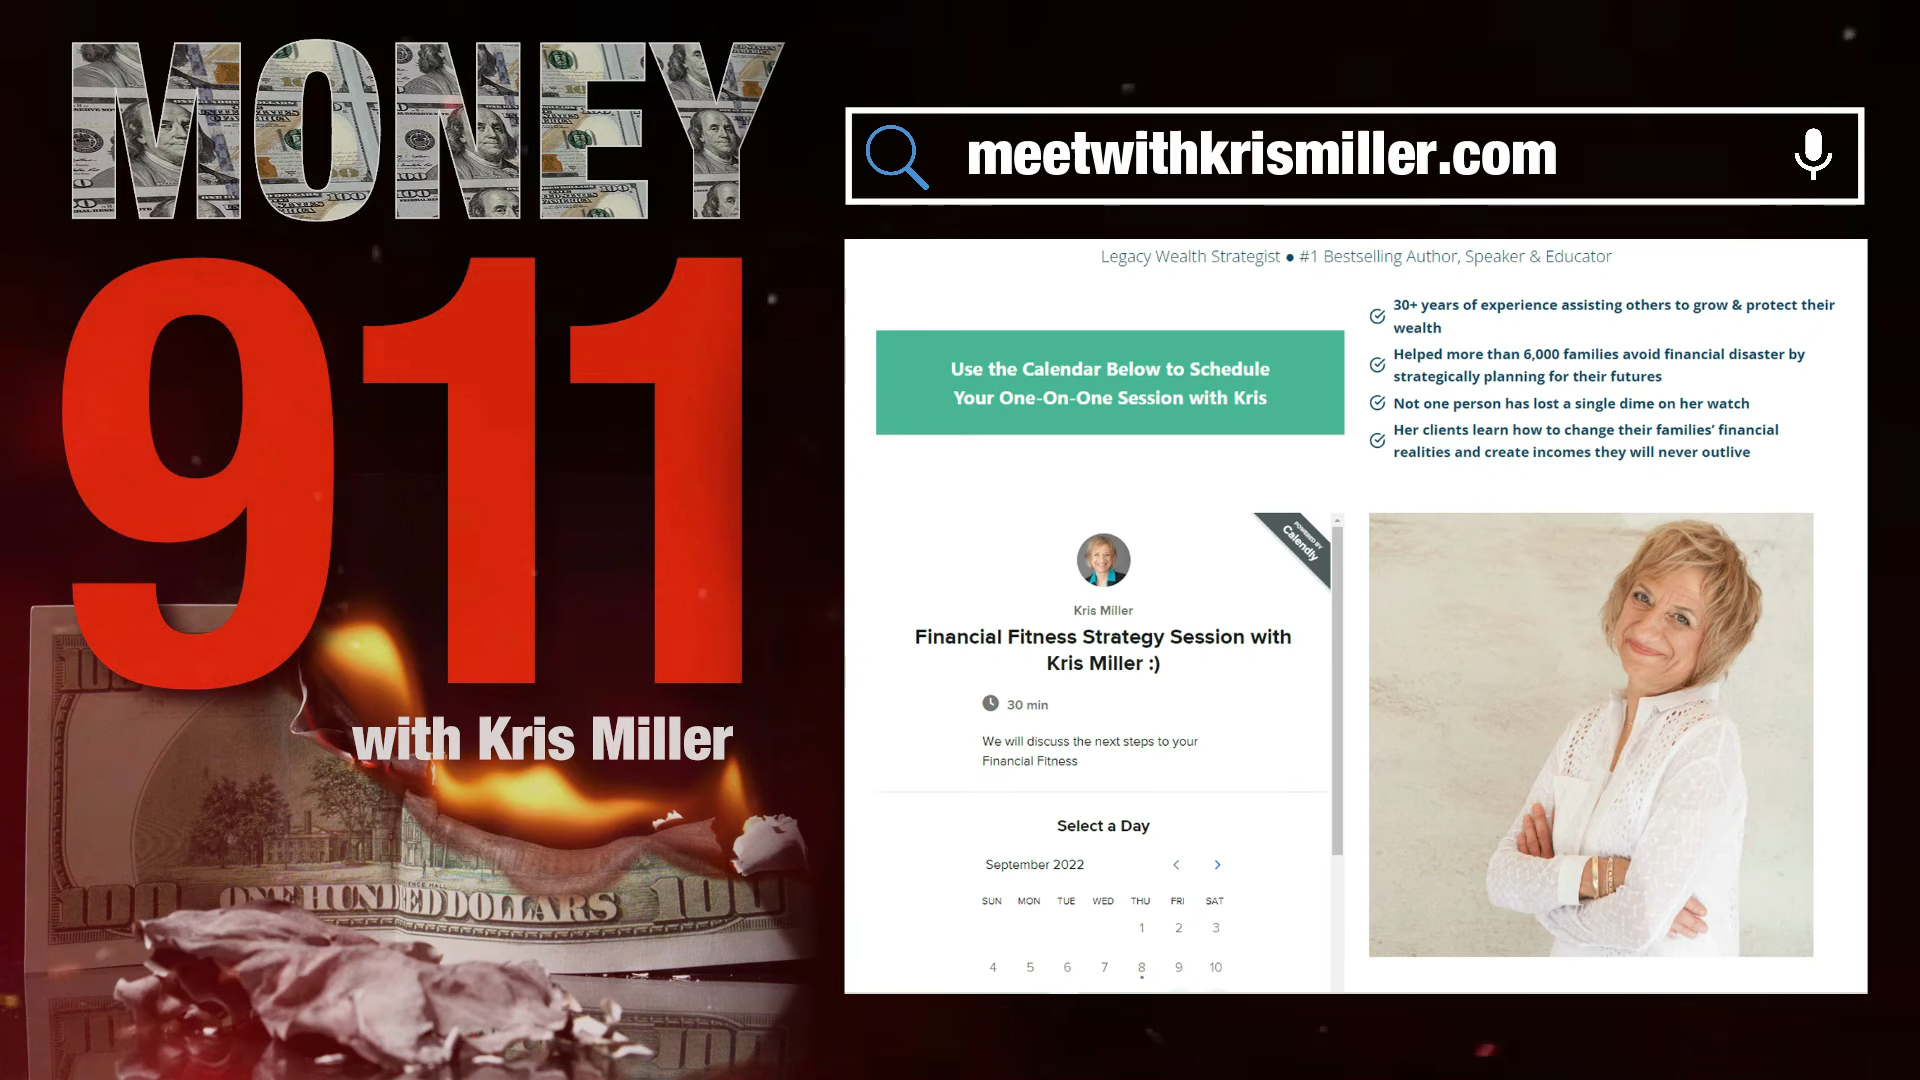 MONEY
911
with Kris Miller
100
100
ONE HUNDRED DOLLARS
100
meetwithkrismiller.com
Legacy Wealth Strategist ● #1 Bestselling Author, Speaker & Educator
Use the Calendar Below to Schedule
Your One-On-One Session with Kris
30+ years of experience assisting others to grow & protect their
wealth
Helped more than 6,000 families avoid financial disaster by
strategically planning for their futures
Not one person has lost a single dime on her watch
Her clients learn how to change their families’ financial
realities and create incomes they will never outlive
POWERED BY
Calendly
Kris Miller
Financial Fitness Strategy Session with
Kris Miller :)
30 min
We will discuss the next steps to your
Financial Fitness
Select a Day
September 2022
SUN MON TUE WED THU FRI SAT
1 2 3
4 5 6 7 8 9 10